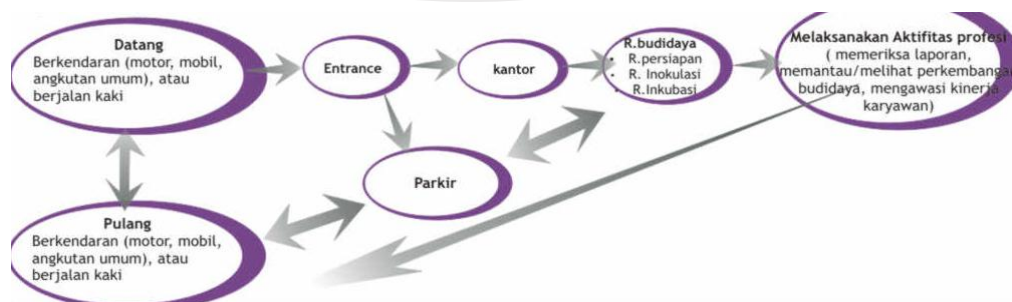 Datang
Berkendaran (motor, mobil,
angkutan umum), atau
berjalan kaki
Entrance
kantor
R.budidaya
• R.persiapan
• R. Inokulasi
• R.Inkubasi
Melaksanakan Aktifitas profesi
( memeriksa laporan,
memantau/melihat perkembangan
budidaya, mengawasi kinerja
karyawan)
Parkir
Pulang
Berkendaran (motor, mobil,
angkutan umum), atau
berjalan kaki